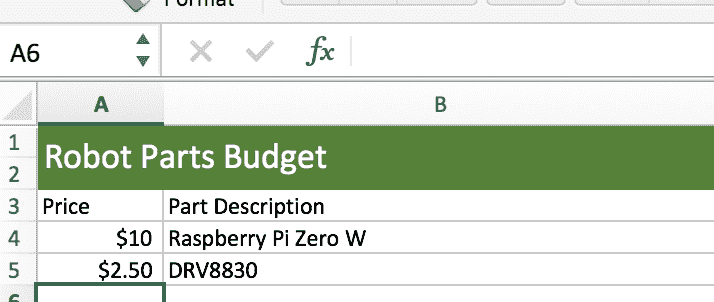 Format
A6
fx
A B
1
2
Robot Parts Budget
3 Price Part Description
4 $10 Raspberry Pi Zero W
5 $2.50 DRV8830
6